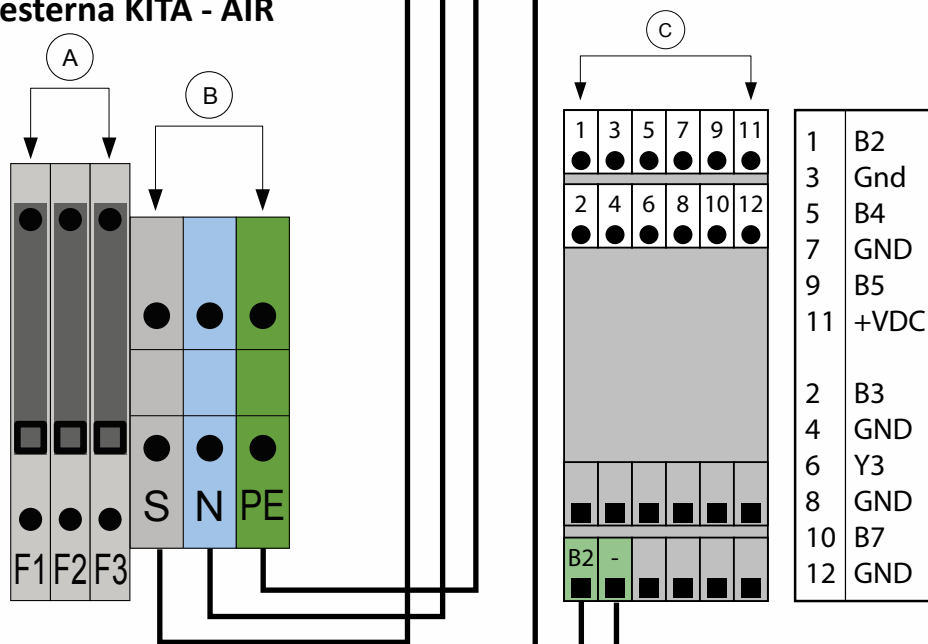 esterna KITA - AIR
A
B
C
F1 F2 F3
S N PE
1 3 5 7 9 11
2 4 6 8 10 12
B2 -
1 B2
3 Gnd
5 B4
7 GND
9 B5
11 +VDC
2 B3
4 GND
6 Y3
8 GND
10 B7
12 GND